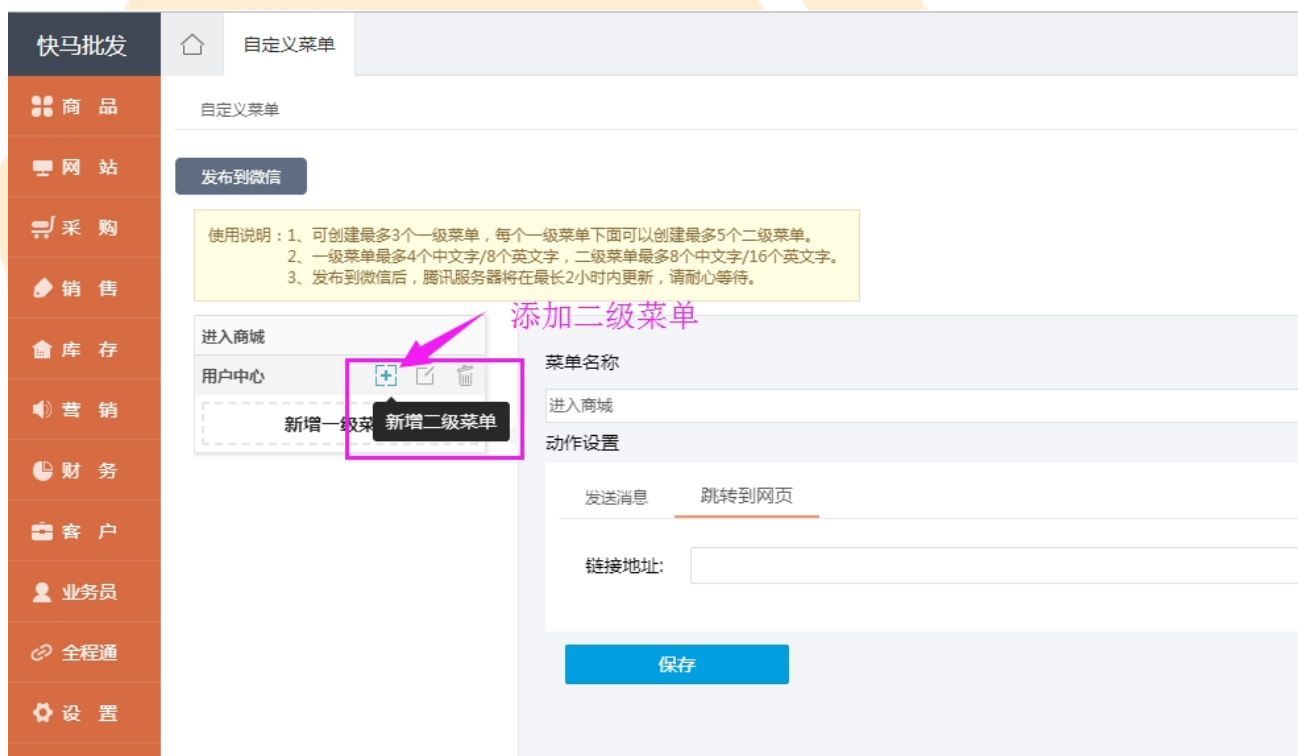 快马批发
自定义菜单
商 品
自定义菜单
网 站
发布到微信
采 购
使用说明：1、可创建最多3个一级菜单，每个一级菜单下面可以创建最多5个二级菜单。
2、一级菜单最多4个中文字/8个英文字，二级菜单最多8个中文字/16个英文字。
3、发布到微信后，腾讯服务器将在最长2小时内更新，请耐心等待。
销 售
添加二级菜单
进入商城
库 存
菜单名称
用户中心
进入商城
营 销
新增一级菜
新增二级菜单
动作设置
财 务
发送消息
跳转到网页
客 户
链接地址:
业务员
全程通
保存
设 置